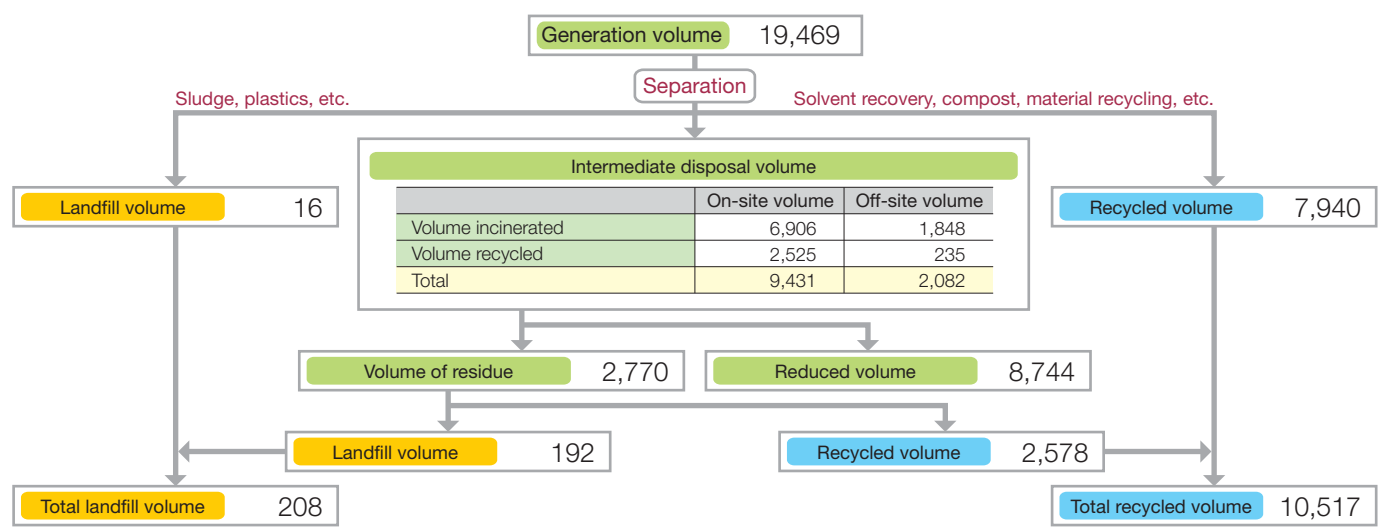 Generation volume 19,469
Separation
Sludge, plastics, etc.
Solvent recovery, compost, material recycling, etc.
Intermediate disposal volume
On-site volume Off-site volume
Volume incinerated 6,906 1,848
Volume recycled 2,525 235
Total 9,431 2,082
Landfill volume 16
Recycled volume 7,940
Volume of residue 2,770
Reduced volume 8,744
Landfill volume 192
Recycled volume 2,578
Total landfill volume 208
Total recycled volume 10,517